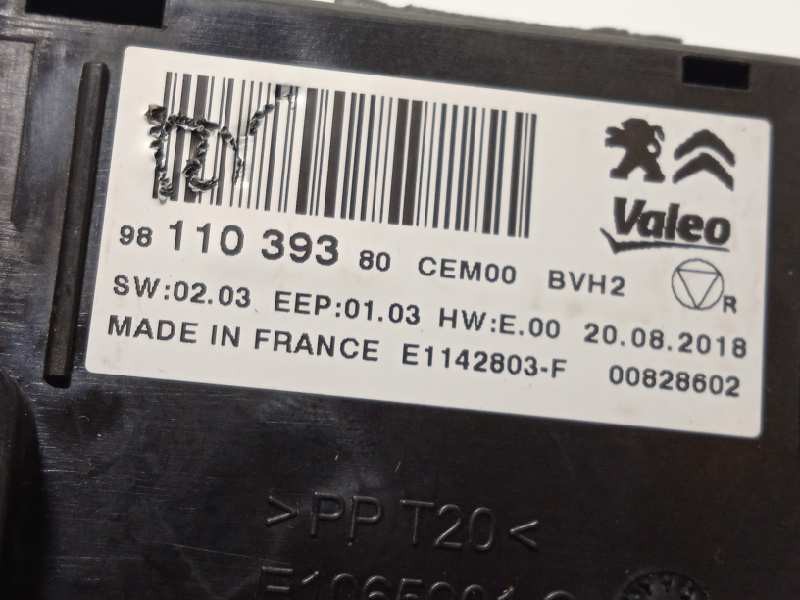 Valeo
98 110 393 80 CEM00 BVH2
R
SW:02.03 EEP:01.03 HW:E.00 20.08.2018
MADE IN FRANCE E1142803-F 00828602
>PP T20<